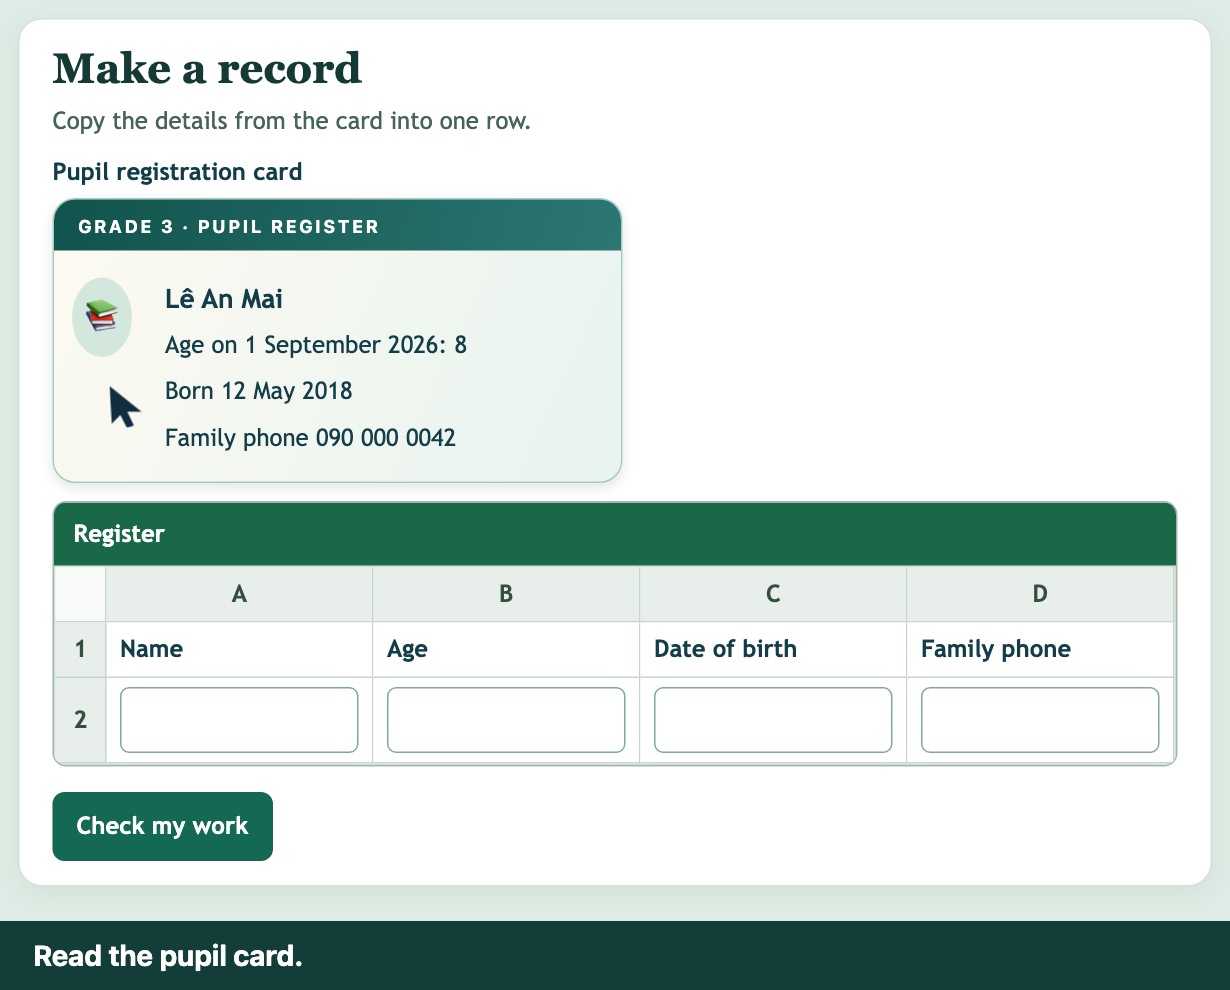 Make a record
Copy the details from the card into one row.
Pupil registration card
GRADE 3 · PUPIL REGISTER
Lê An Mai
Age on 1 September 2026: 8
Born 12 May 2018
Family phone 090 000 0042
Register
A B C D
1 Name Age Date of birth Family phone
2
Check my work
Read the pupil card.